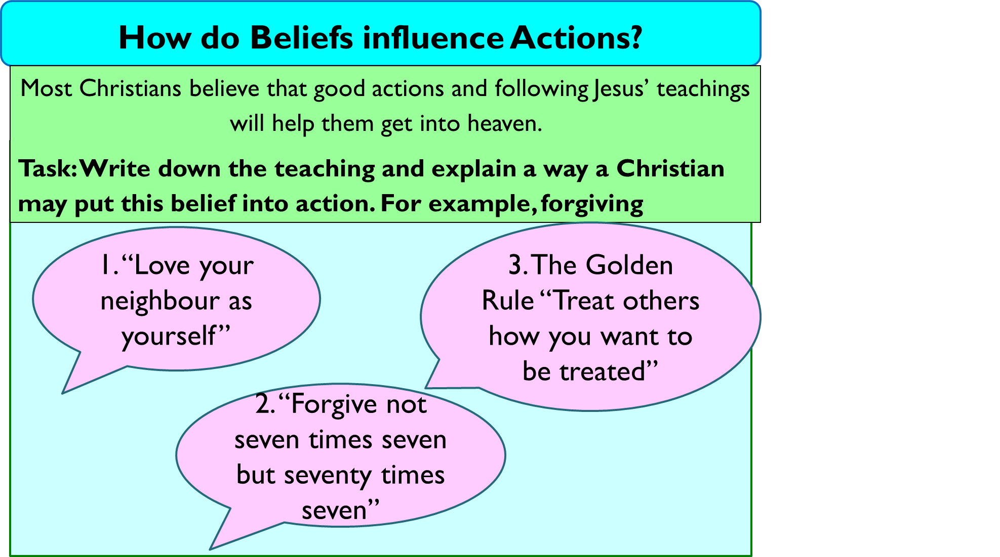 How do Beliefs influence Actions?
Most Christians believe that good actions and following Jesus’ teachings
will help them get into heaven.
Task: Write down the teaching and explain a way a Christian
may put this belief into action. For example, forgiving
1. “Love your
neighbour as
yourself”
3. The Golden
Rule “Treat others
how you want to
be treated”
2. “Forgive not
seven times seven
but seventy times
seven”